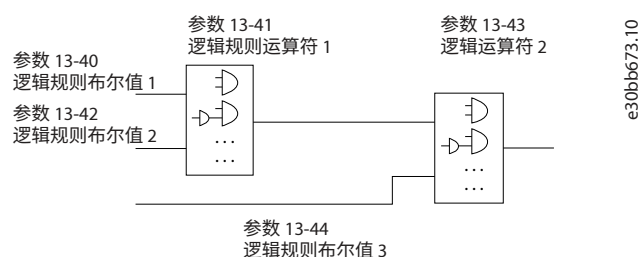 参数 13-41
逻辑规则运算符 1
参数 13-43
逻辑运算符 2
参数 13-40
逻辑规则布尔值 1
参数 13-42
逻辑规则布尔值 2
...
...
...
...
参数 13-44
逻辑规则布尔值 3
e30bb673.10